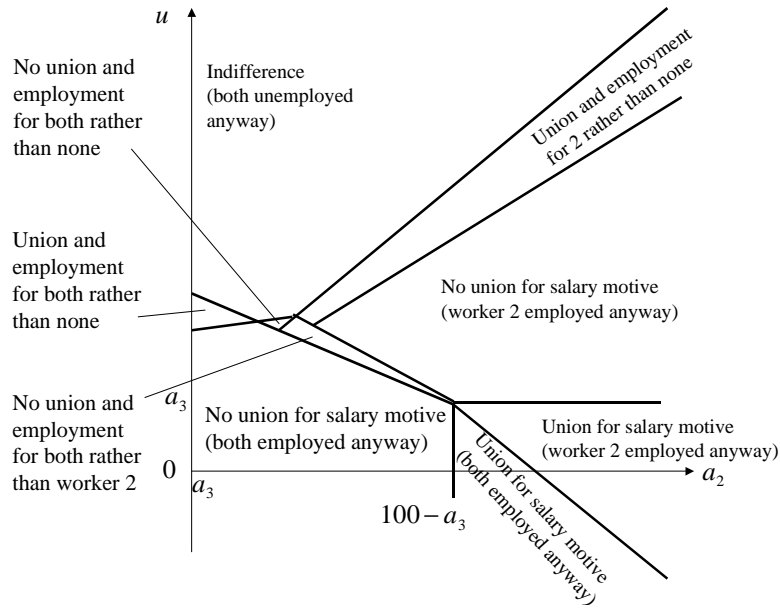 u
No union and
employment
for both rather
than none
Indifference
(both unemployed
anyway)
Union and employment
for 2 rather than none
Union and
employment
for both rather
than none
No union for salary motive
(worker 2 employed anyway)
a₃
No union and
employment
for both rather
than worker 2
No union for salary motive
(both employed anyway)
Union for salary motive
(both employed anyway)
Union for salary motive
(worker 2 employed anyway)
0
a₃
100 − a₃
a₂